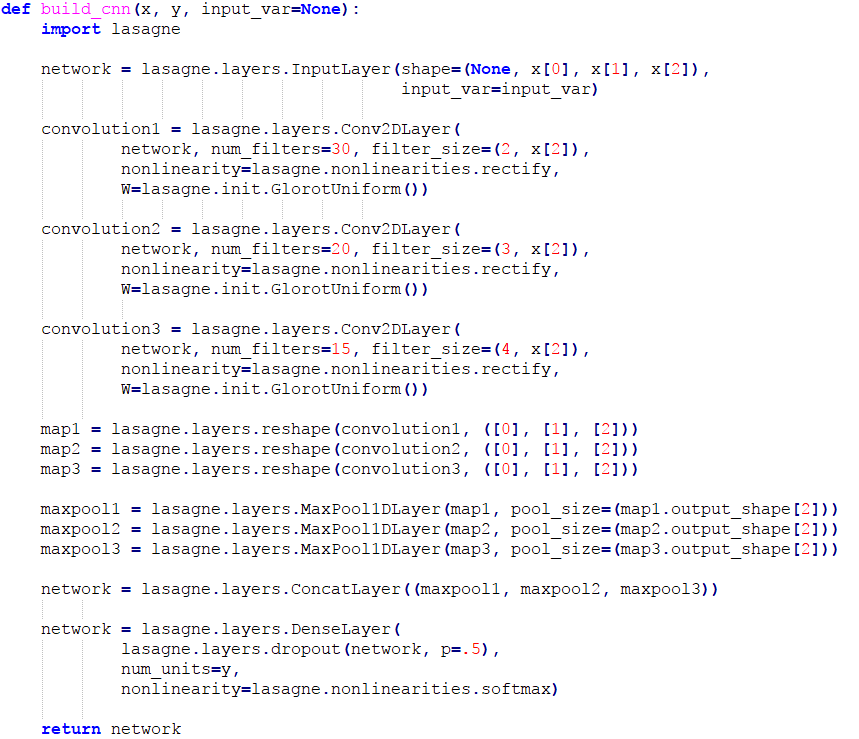 def build_cnn(x, y, input_var=None):
    import lasagne

    network = lasagne.layers.InputLayer(shape=(None, x[0], x[1], x[2]),
                                        input_var=input_var)

    convolution1 = lasagne.layers.Conv2DLayer(
            network, num_filters=30, filter_size=(2, x[2]),
            nonlinearity=lasagne.nonlinearities.rectify,
            W=lasagne.init.GlorotUniform())

    convolution2 = lasagne.layers.Conv2DLayer(
            network, num_filters=20, filter_size=(3, x[2]),
            nonlinearity=lasagne.nonlinearities.rectify,
            W=lasagne.init.GlorotUniform())

    convolution3 = lasagne.layers.Conv2DLayer(
            network, num_filters=15, filter_size=(4, x[2]),
            nonlinearity=lasagne.nonlinearities.rectify,
            W=lasagne.init.GlorotUniform())

    map1 = lasagne.layers.reshape(convolution1, ([0], [1], [2]))
    map2 = lasagne.layers.reshape(convolution2, ([0], [1], [2]))
    map3 = lasagne.layers.reshape(convolution3, ([0], [1], [2]))

    maxpool1 = lasagne.layers.MaxPool1DLayer(map1, pool_size=(map1.output_shape[2]))
    maxpool2 = lasagne.layers.MaxPool1DLayer(map2, pool_size=(map2.output_shape[2]))
    maxpool3 = lasagne.layers.MaxPool1DLayer(map3, pool_size=(map3.output_shape[2]))

    network = lasagne.layers.ConcatLayer((maxpool1, maxpool2, maxpool3))

    network = lasagne.layers.DenseLayer(
            lasagne.layers.dropout(network, p=.5),
            num_units=y,
            nonlinearity=lasagne.nonlinearities.softmax)

    return network